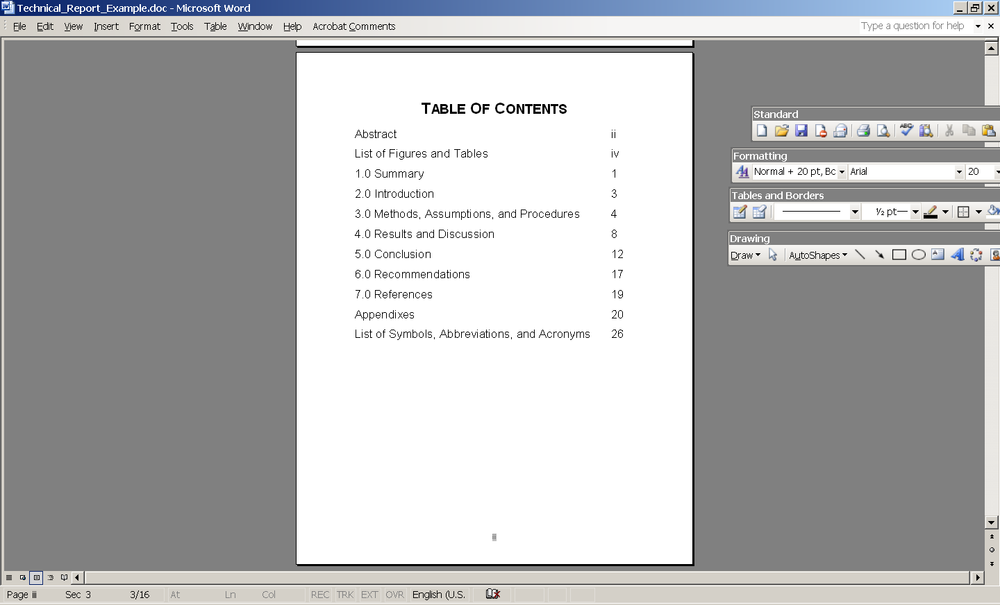 Technical_Report_Example.doc - Microsoft Word
File Edit View Insert Format Tools Table Window Help Acrobat Comments Type a question for help
TABLE OF CONTENTS
Abstract ii
List of Figures and Tables iv
1.0 Summary 1
2.0 Introduction 3
3.0 Methods, Assumptions, and Procedures 4
4.0 Results and Discussion 8
5.0 Conclusion 12
6.0 Recommendations 17
7.0 References 19
Appendixes 20
List of Symbols, Abbreviations, and Acronyms 26
iii
Standard
ABC
Formatting
Normal + 20 pt, Bc Arial 20
Tables and Borders
½ pt
Drawing
Draw AutoShapes
Page iii Sec 3 3/16 At Ln Col REC TRK EXT OVR English (U.S.